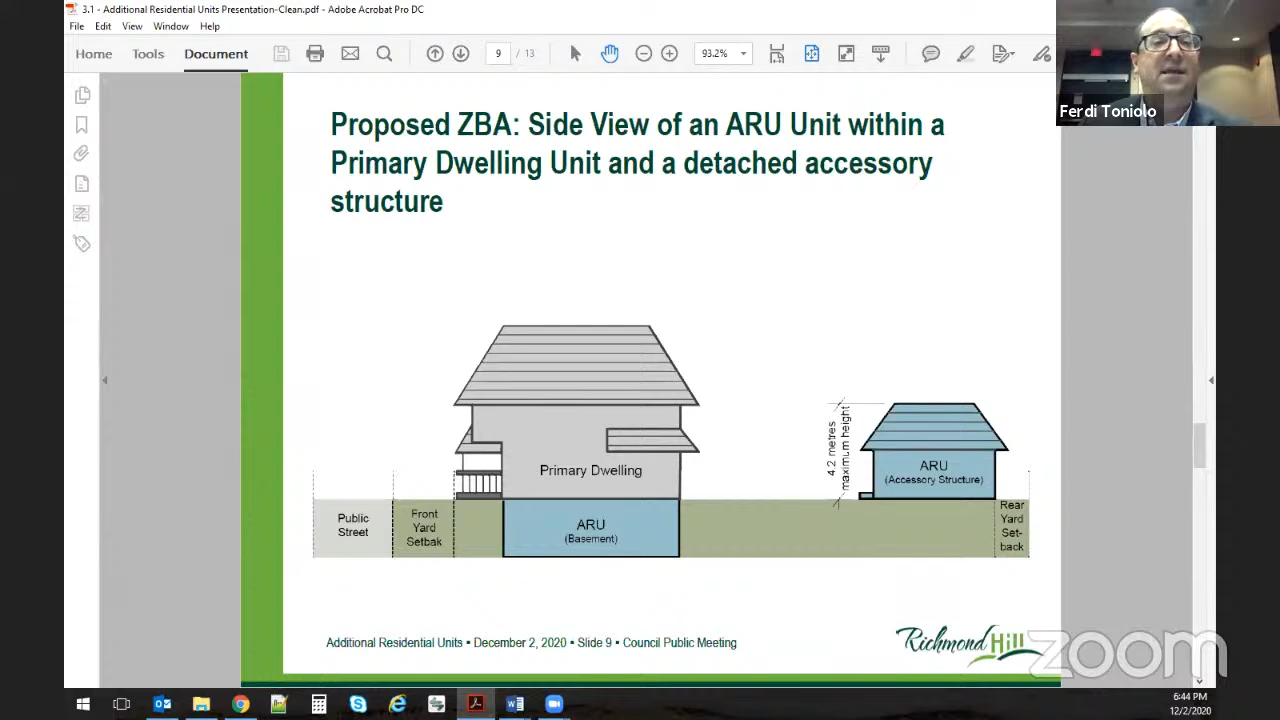 3.1 - Additional Residential Units Presentation-Clean.pdf - Adobe Acrobat Pro DC
File Edit View Window Help
Home Tools Document 9 / 13 93.2%
Ferdi Toniolo
Proposed ZBA: Side View of an ARU Unit within a
Primary Dwelling Unit and a detached accessory
structure
4.2 metres
maximum height
Primary Dwelling
ARU
(Accessory Structure)
Public
Street
Front
Yard
Setbak
ARU
(Basement)
Rear
Yard
Set-
back
Additional Residential Units ▪ December 2, 2020 ▪ Slide 9 ▪ Council Public Meeting
Richmond Hill
zoom
6:44 PM
12/2/2020